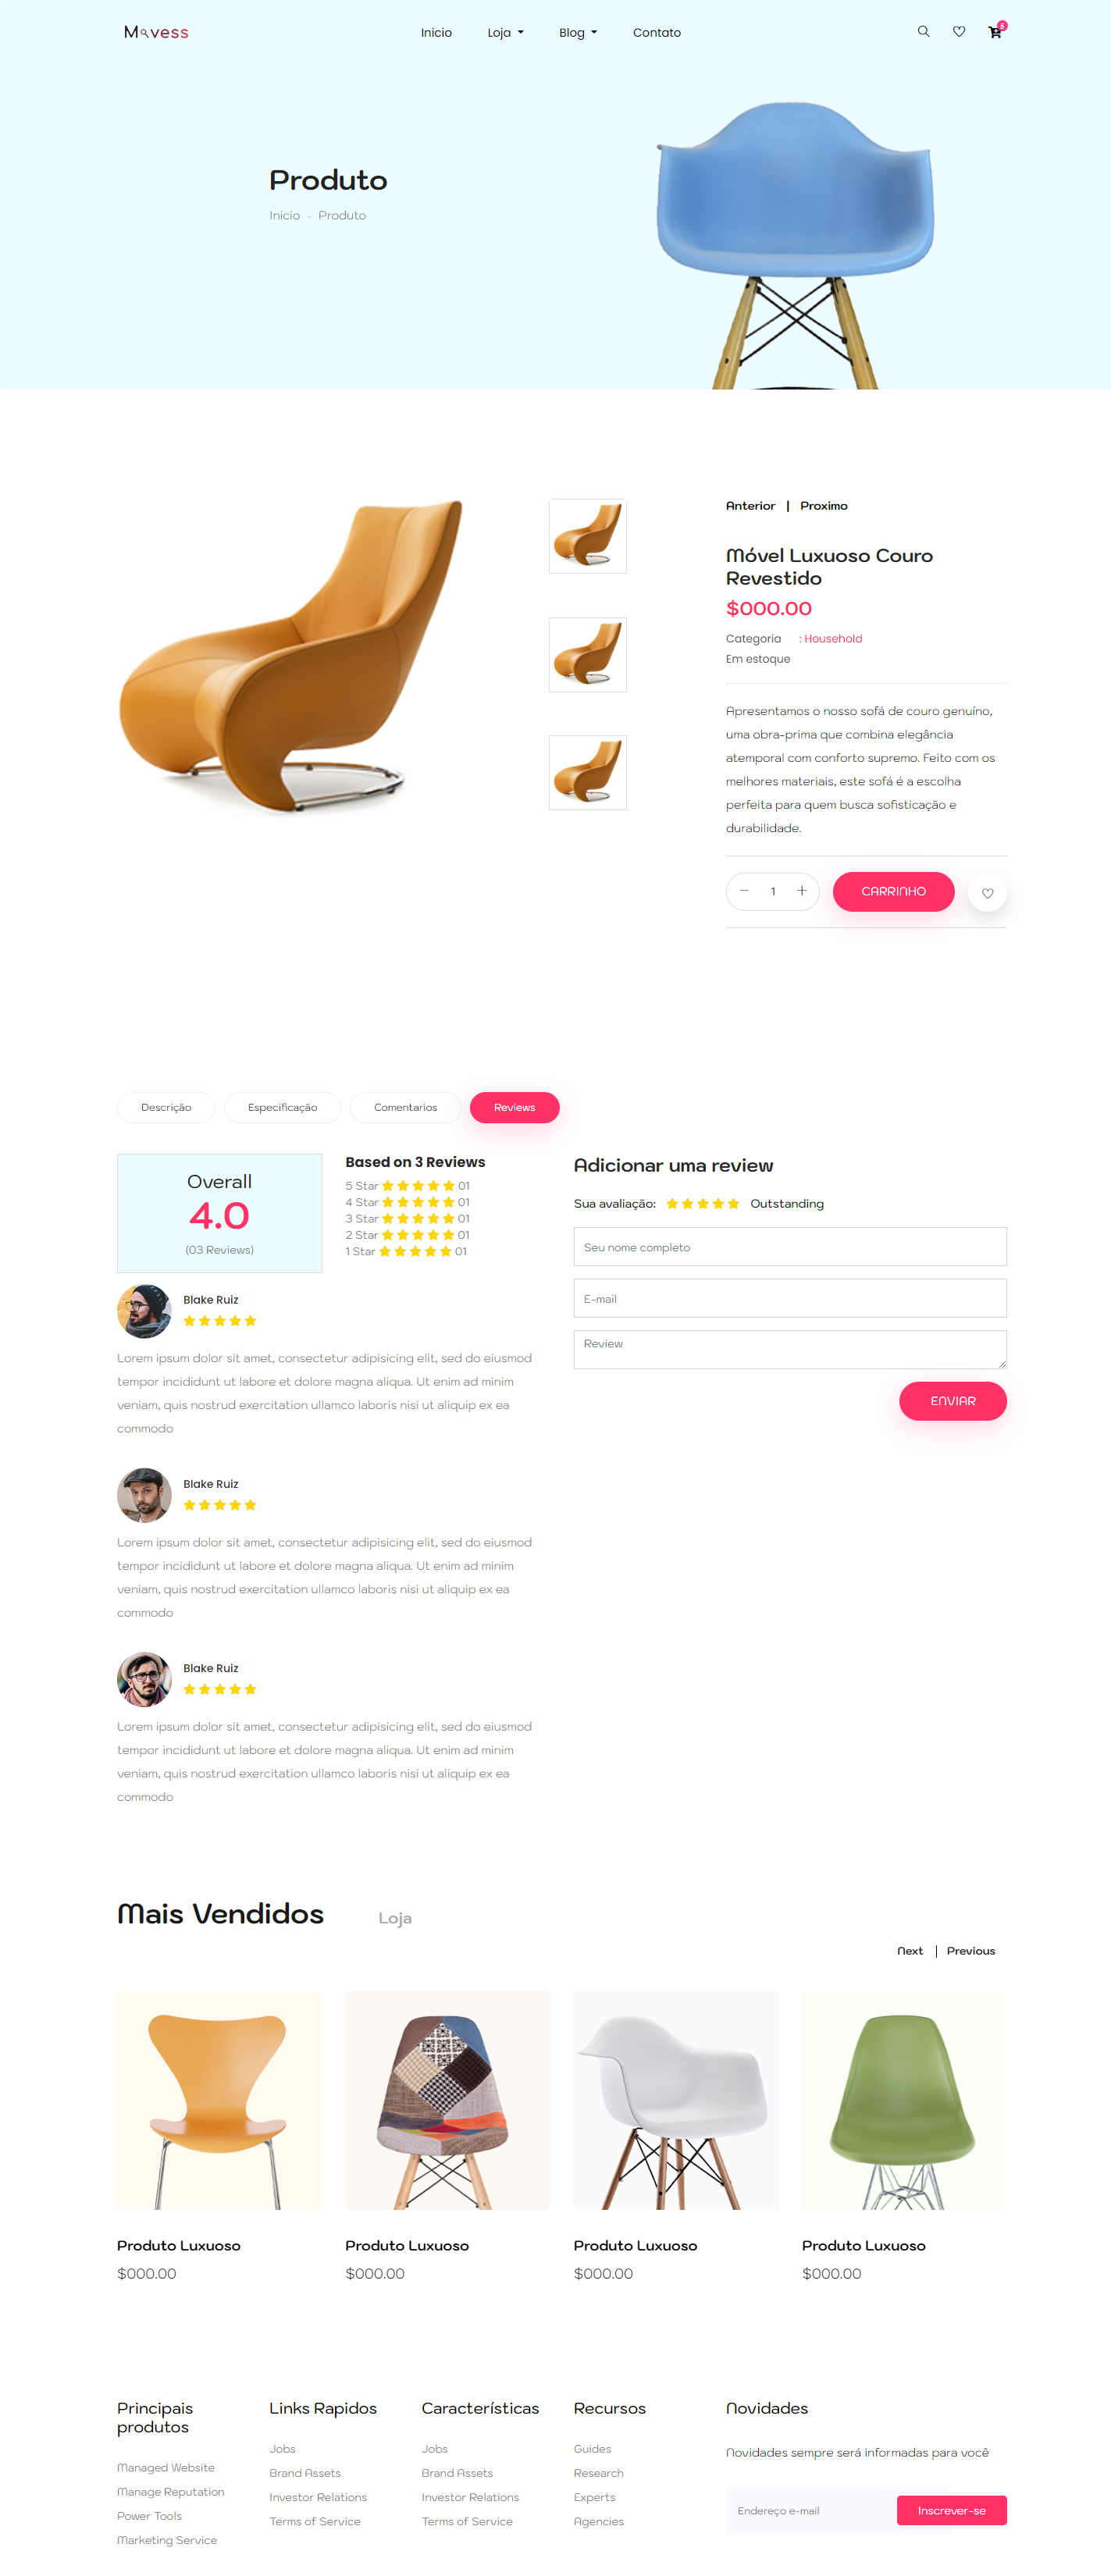 Movess
Inicio
Loja
Blog
Contato
5
Produto
Inicio - Produto
Anterior | Proximo
Móvel Luxuoso Couro
Revestido
$000.00
Categoria : Household
Em estoque
Apresentamos o nosso sofá de couro genuíno,
uma obra-prima que combina elegância
atemporal com conforto supremo. Feito com os
melhores materiais, este sofá é a escolha
perfeita para quem busca sofisticação e
durabilidade.
1
CARRINHO
Descrição
Especificação
Comentarios
Reviews
Overall
4.0
(03 Reviews)
Based on 3 Reviews
5 Star 01
4 Star 01
3 Star 01
2 Star 01
1 Star 01
Blake Ruiz
Lorem ipsum dolor sit amet, consectetur adipisicing elit, sed do eiusmod
tempor incididunt ut labore et dolore magna aliqua. Ut enim ad minim
veniam, quis nostrud exercitation ullamco laboris nisi ut aliquip ex ea
commodo
Blake Ruiz
Lorem ipsum dolor sit amet, consectetur adipisicing elit, sed do eiusmod
tempor incididunt ut labore et dolore magna aliqua. Ut enim ad minim
veniam, quis nostrud exercitation ullamco laboris nisi ut aliquip ex ea
commodo
Blake Ruiz
Lorem ipsum dolor sit amet, consectetur adipisicing elit, sed do eiusmod
tempor incididunt ut labore et dolore magna aliqua. Ut enim ad minim
veniam, quis nostrud exercitation ullamco laboris nisi ut aliquip ex ea
commodo
Adicionar uma review
Sua avaliação: Outstanding
Seu nome completo
E-mail
Review
ENVIAR
Mais Vendidos
Loja
Next | Previous
Produto Luxuoso
$000.00
Produto Luxuoso
$000.00
Produto Luxuoso
$000.00
Produto Luxuoso
$000.00
Principais
produtos
Managed Website
Manage Reputation
Power Tools
Marketing Service
Links Rapidos
Jobs
Brand Assets
Investor Relations
Terms of Service
Características
Jobs
Brand Assets
Investor Relations
Terms of Service
Recursos
Guides
Research
Experts
Agencies
Novidades
Novidades sempre será informadas para você
Endereço e-mail
Inscrever-se